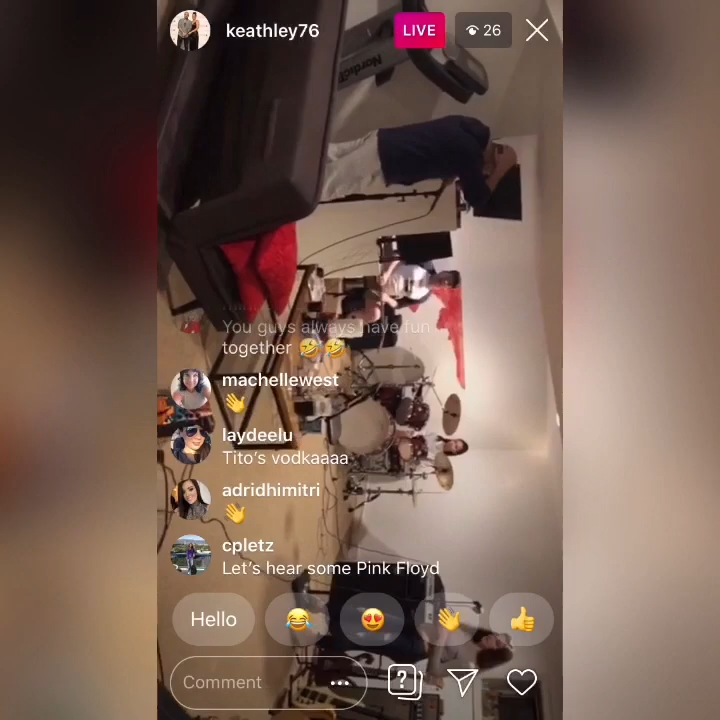 keathley76
LIVE
26
You guys always have fun
together 🤣🤣
machellewest
👋
laydeelu
Tito's vodkaaaa
adridhimitri
👋
cpletz
Let's hear some Pink Floyd
Hello 😂 😍 👋 👍
Comment